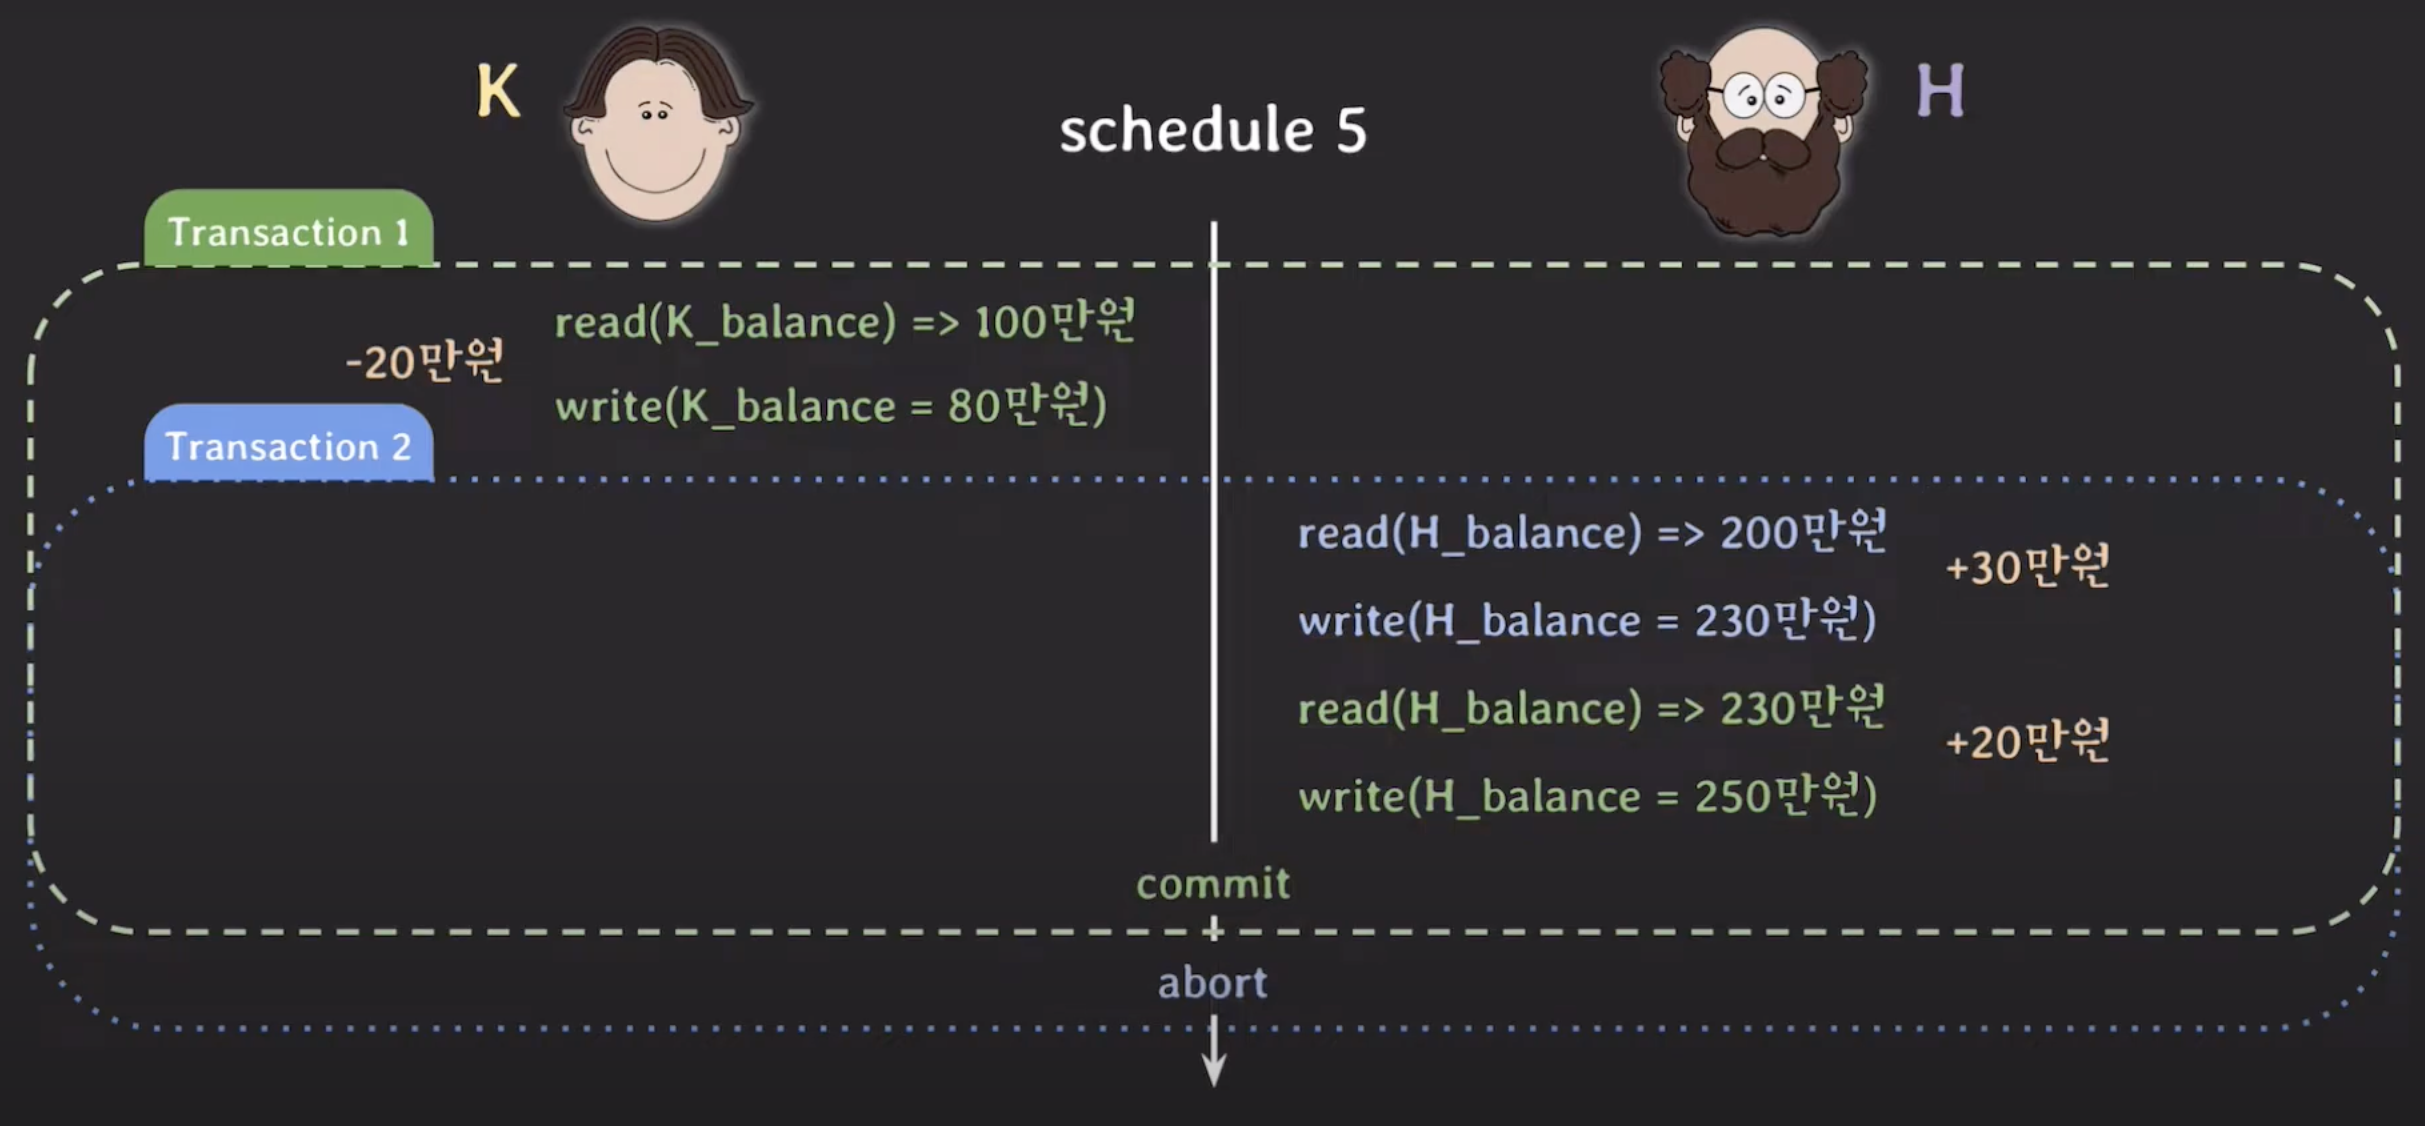 K
H
schedule 5
Transaction 1
read(K_balance) => 100만원
-20만원
write(K_balance = 80만원)
Transaction 2
read(H_balance) => 200만원
+30만원
write(H_balance = 230만원)
read(H_balance) => 230만원
+20만원
write(H_balance = 250만원)
commit
abort